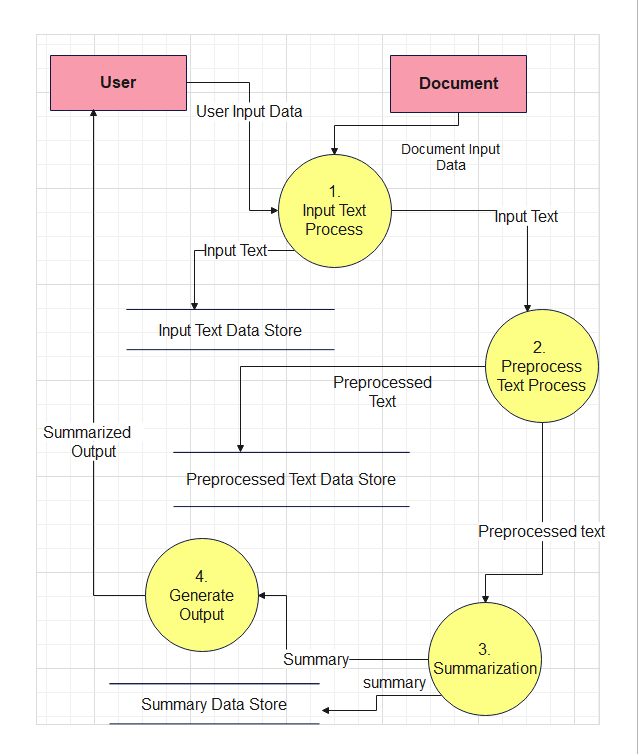 User
Document
User Input Data
Document Input
Data
1.
Input Text
Process
Input Text
Input Text
Input Text Data Store
2.
Preprocess
Text Process
Preprocessed
Text
Summarized
Output
Preprocessed Text Data Store
Preprocessed text
4.
Generate
Output
3.
Summarization
Summary
summary
Summary Data Store